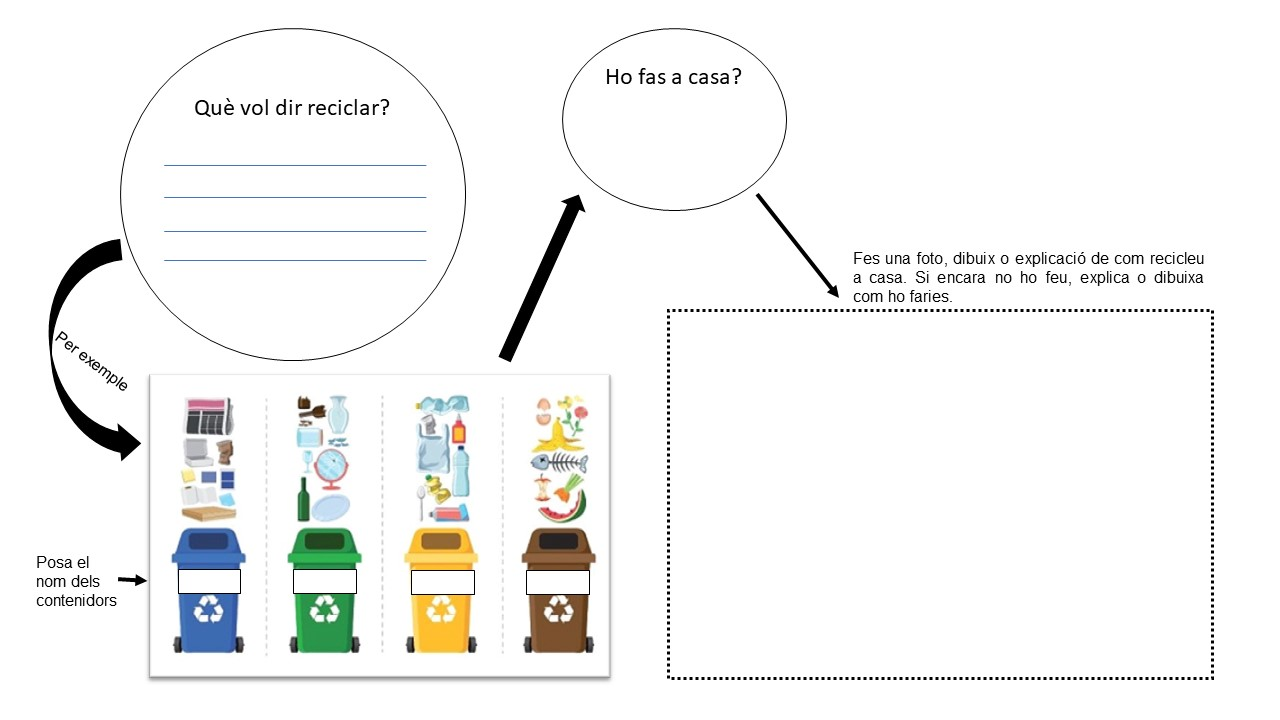 Què vol dir reciclar?
Ho fas a casa?
Per exemple
Fes una foto, dibuix o explicació de com recicleu
a casa. Si encara no ho feu, explica o dibuixa
com ho faries.
Posa el
nom dels
contenidors